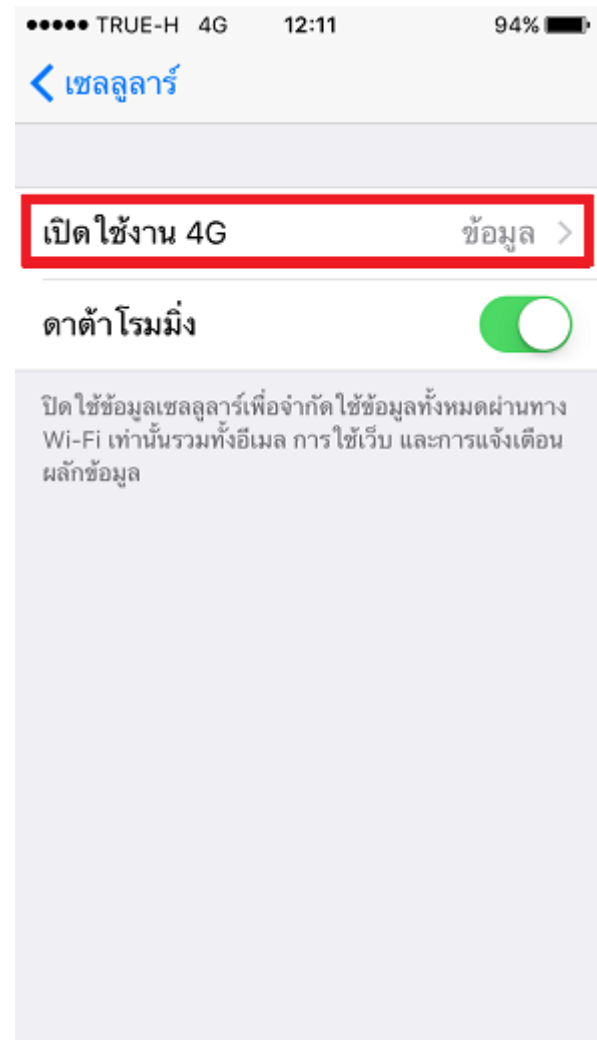 TRUE-H 4G 12:11 94%
เซลลูลาร์
เปิดใช้งาน 4G ข้อมูล
ดาต้าโรมมิ่ง
ปิดใช้ข้อมูลเซลลูลาร์เพื่อจำกัดใช้ข้อมูลทั้งหมดผ่านทาง
Wi-Fi เท่านั้นรวมทั้งอีเมล การใช้เว็บ และการแจ้งเตือน
ผลักข้อมูล